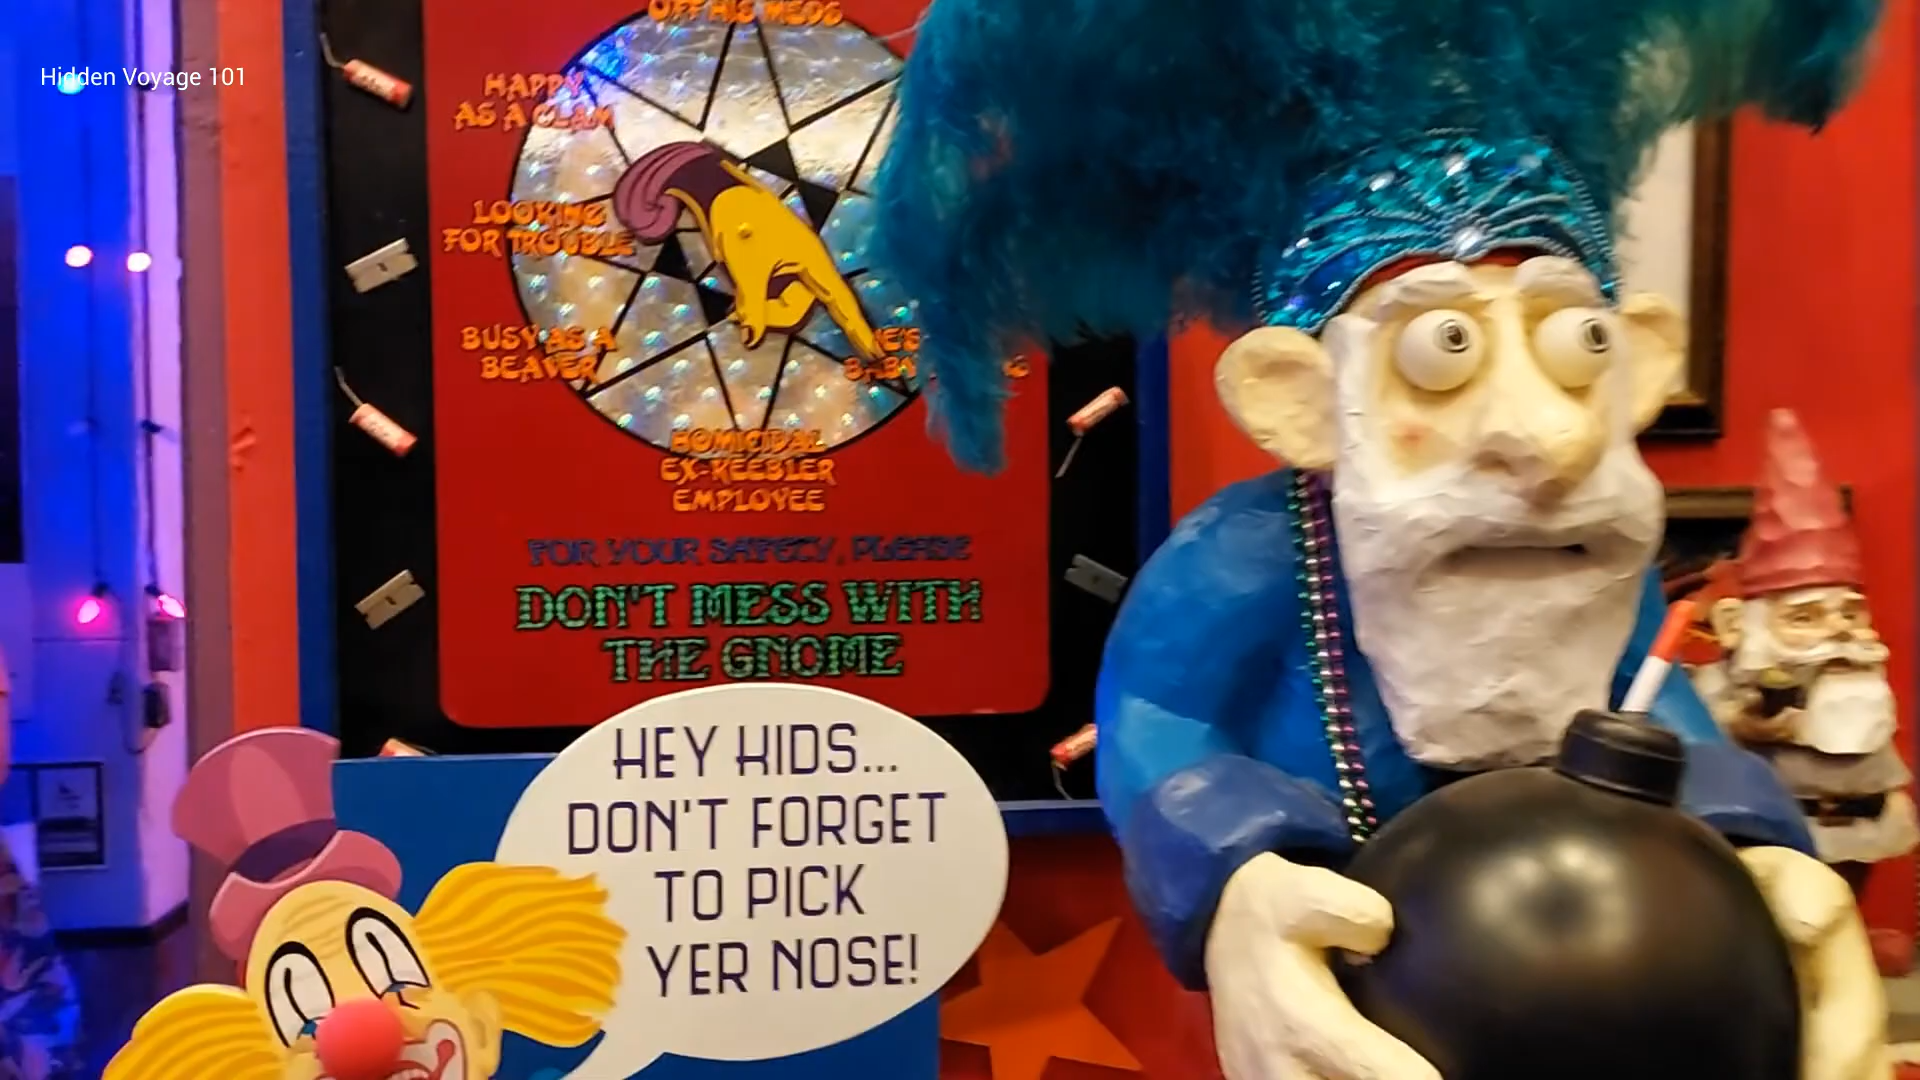 Hidden Voyage 101
OFF HIS MEDS
HAPPY
AS A CLAM
LOOKING
FOR TROUBLE
BUSY AS A
BEAVER
HOMICIDAL
EX-KEEBLER
EMPLOYEE
FOR YOUR SAFETY, PLEASE
DON'T MESS WITH
THE GNOME
HEY KIDS...
DON'T FORGET
TO PICK
YER NOSE!